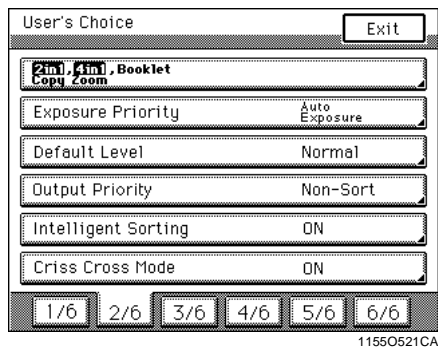 User's Choice
Exit
2in1, 4in1, Booklet
Copy Zoom
Exposure Priority
Auto
Exposure
Default Level
Normal
Output Priority
Non-Sort
Intelligent Sorting
ON
Criss Cross Mode
ON
1/6 2/6 3/6 4/6 5/6 6/6
1155O521CA